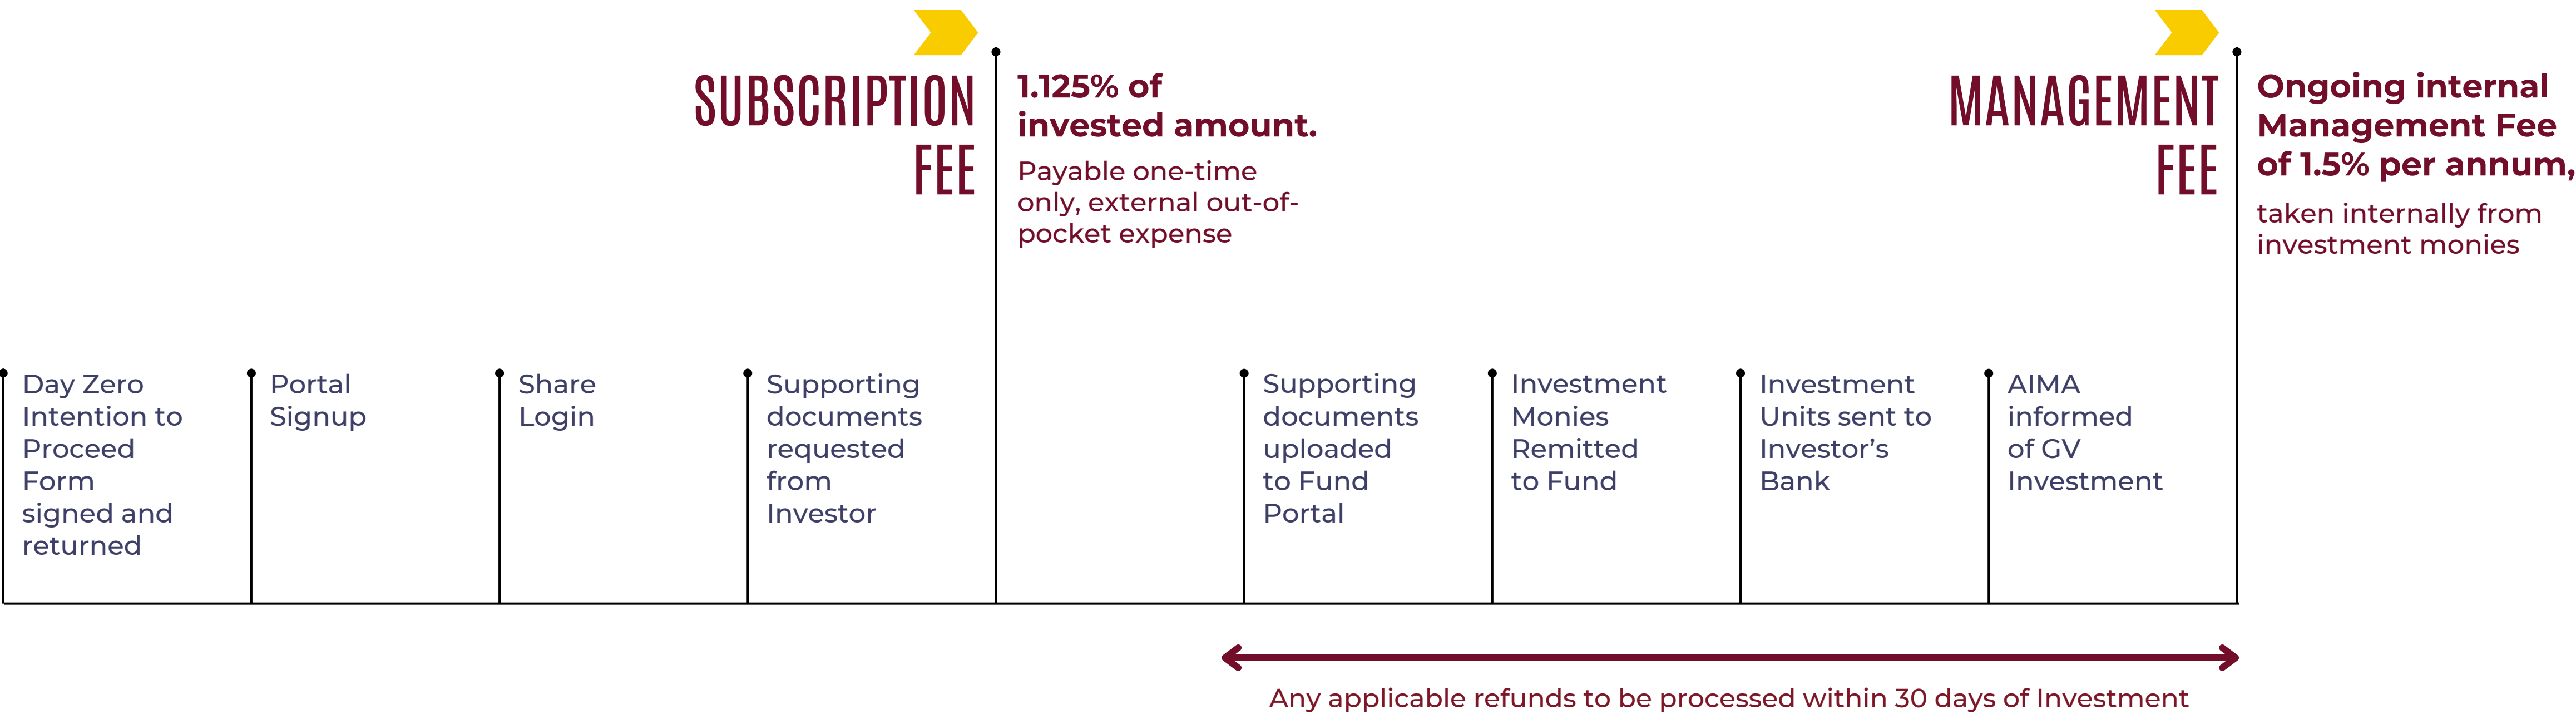 SUBSCRIPTION
FEE
1.125% of
invested amount.
Payable one-time
only, external out-of-
pocket expense
MANAGEMENT
FEE
Ongoing internal
Management Fee
of 1.5% per annum,
taken internally from
investment monies
Day Zero
Intention to
Proceed
Form
signed and
returned
Portal
Signup
Share
Login
Supporting
documents
requested
from
Investor
Supporting
documents
uploaded
to Fund
Portal
Investment
Monies
Remitted
to Fund
Investment
Units sent to
Investor’s
Bank
AIMA
informed
of GV
Investment
Any applicable refunds to be processed within 30 days of Investment